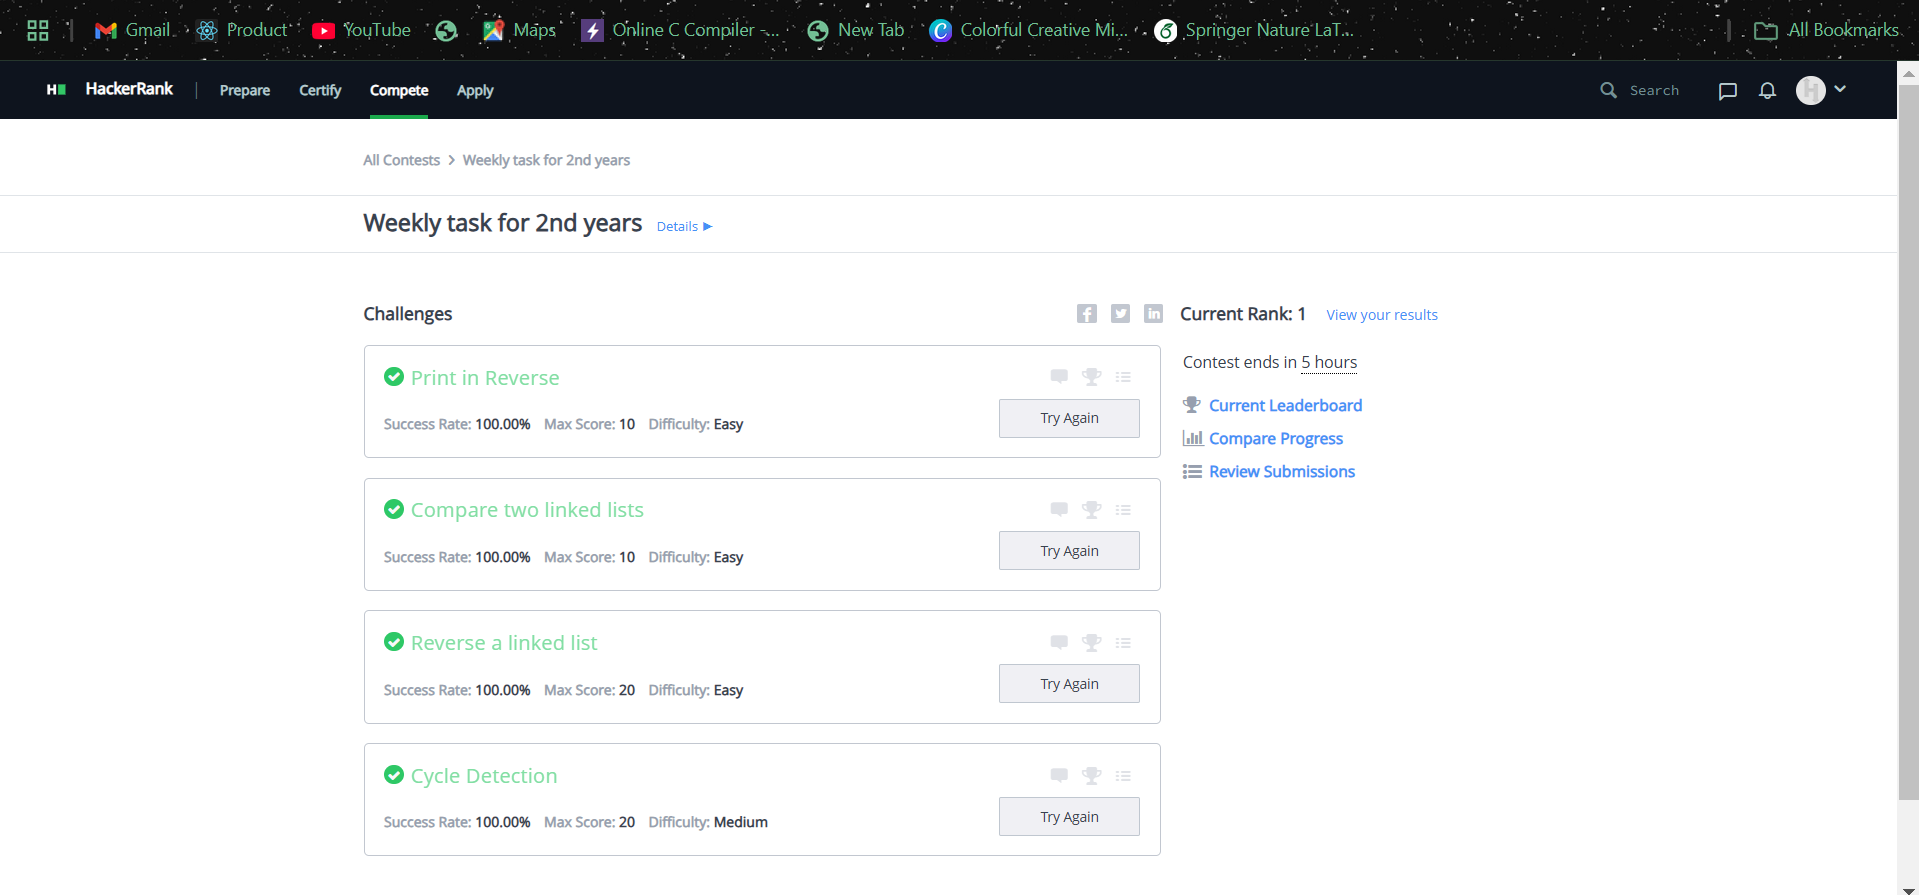 Gmail Product YouTube Maps Online C Compiler -... New Tab Colorful Creative Mi... Springer Nature LaT... All Bookmarks
HackerRank | Prepare Certify Compete Apply Search
All Contests > Weekly task for 2nd years
Weekly task for 2nd years Details ▶
Challenges
Current Rank: 1 View your results
Print in Reverse
Success Rate: 100.00% Max Score: 10 Difficulty: Easy
Try Again
Compare two linked lists
Success Rate: 100.00% Max Score: 10 Difficulty: Easy
Try Again
Reverse a linked list
Success Rate: 100.00% Max Score: 20 Difficulty: Easy
Try Again
Cycle Detection
Success Rate: 100.00% Max Score: 20 Difficulty: Medium
Try Again
Contest ends in 5 hours
Current Leaderboard
Compare Progress
Review Submissions